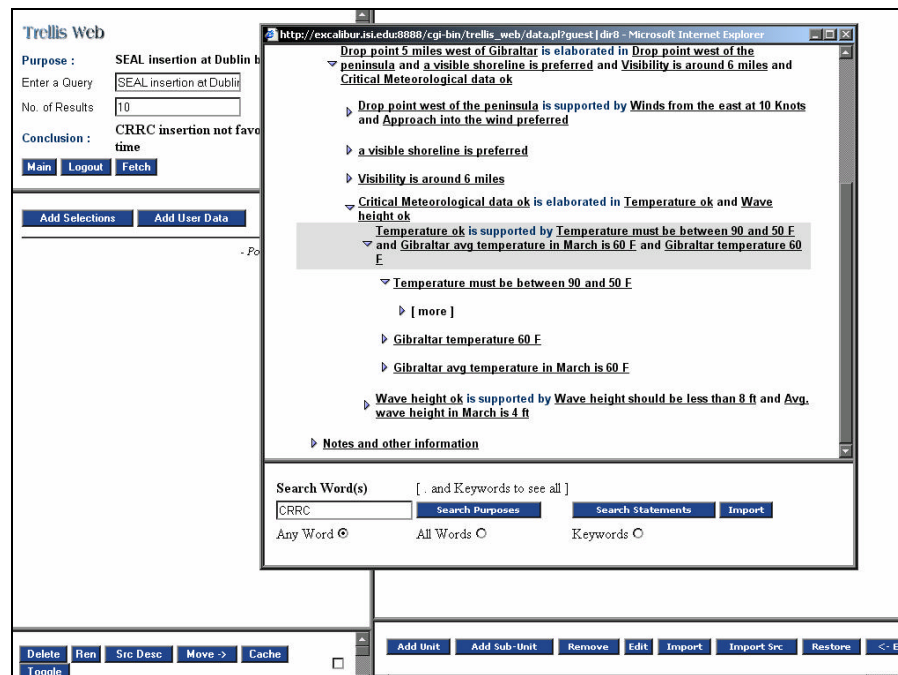 Trellis Web
Purpose : SEAL insertion at Dublin b
Enter a Query SEAL insertion at Dublin
No. of Results 10
Conclusion : CRRC insertion not favo
time
Main Logout Fetch
Add Selections Add User Data
- Po
http://excalibur.isi.edu:8888/cgi-bin/trellis_web/data.pl?guest|dir8 - Microsoft Internet Explorer
Drop point 5 miles west of Gibraltar is elaborated in Drop point west of the
peninsula and a visible shoreline is preferred and Visibility is around 6 miles and
Critical Meteorological data ok
Drop point west of the peninsula is supported by Winds from the east at 10 Knots
and Approach into the wind preferred
a visible shoreline is preferred
Visibility is around 6 miles
Critical Meteorological data ok is elaborated in Temperature ok and Wave
height ok
Temperature ok is supported by Temperature must be between 90 and 50 F
and Gibraltar avg temperature in March is 60 F and Gibraltar temperature 60
F
Temperature must be between 90 and 50 F
[ more ]
Gibraltar temperature 60 F
Gibraltar avg temperature in March is 60 F
Wave height ok is supported by Wave height should be less than 8 ft and Avg.
wave height in March is 4 ft
Notes and other information
Search Word(s) [ . and Keywords to see all ]
CRRC Search Purposes Search Statements Import
Any Word All Words Keywords
Delete Ren Src Desc Move -> Cache
Toggle
Add Unit Add Sub-Unit Remove Edit Import Import Src Restore <- E